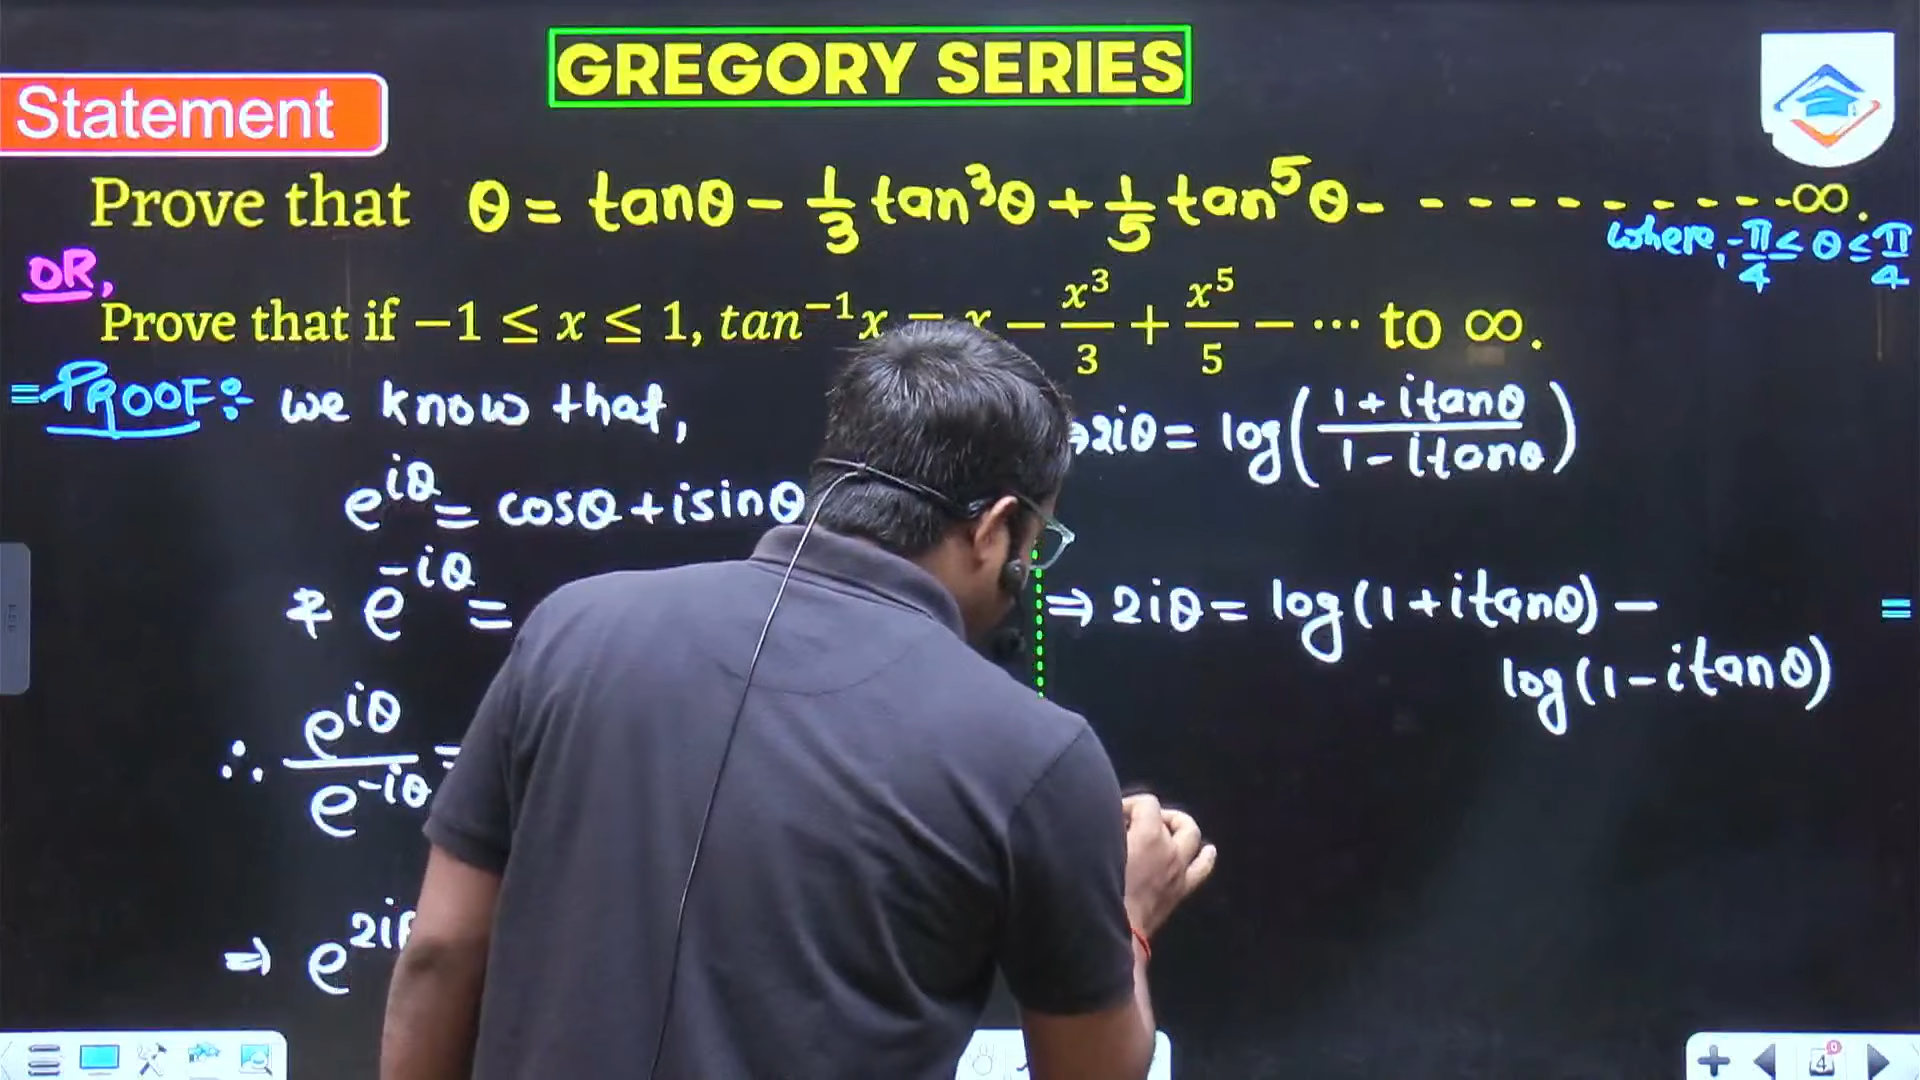 GREGORY SERIES
Statement
Prove that θ = tanθ - 1/3 tan³θ + 1/5 tan⁵θ - - - - - - - - - - ∞.
where, -π/4 ≤ θ ≤ π/4
OR,
Prove that if −1 ≤ x ≤ 1, tan⁻¹x = x − x³/3 + x⁵/5 − ⋯ to ∞.
PROOF:- we know that,
e^iθ = cosθ + isinθ
& e^-iθ =
∴ e^iθ/e^-iθ =
⇒ e^2iθ
⇒ 2iθ = log((1 + itanθ)/(1 - itanθ))
⇒ 2iθ = log(1 + itanθ) -
log(1 - itanθ)